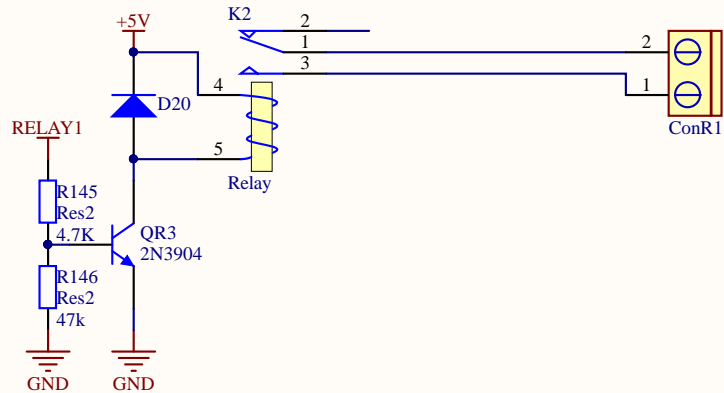 K2
+5V
2
1
3
2
1
ConR1
4
D20
RELAY1
5
Relay
R145
Res2
4.7K
QR3
2N3904
R146
Res2
47k
GND
GND